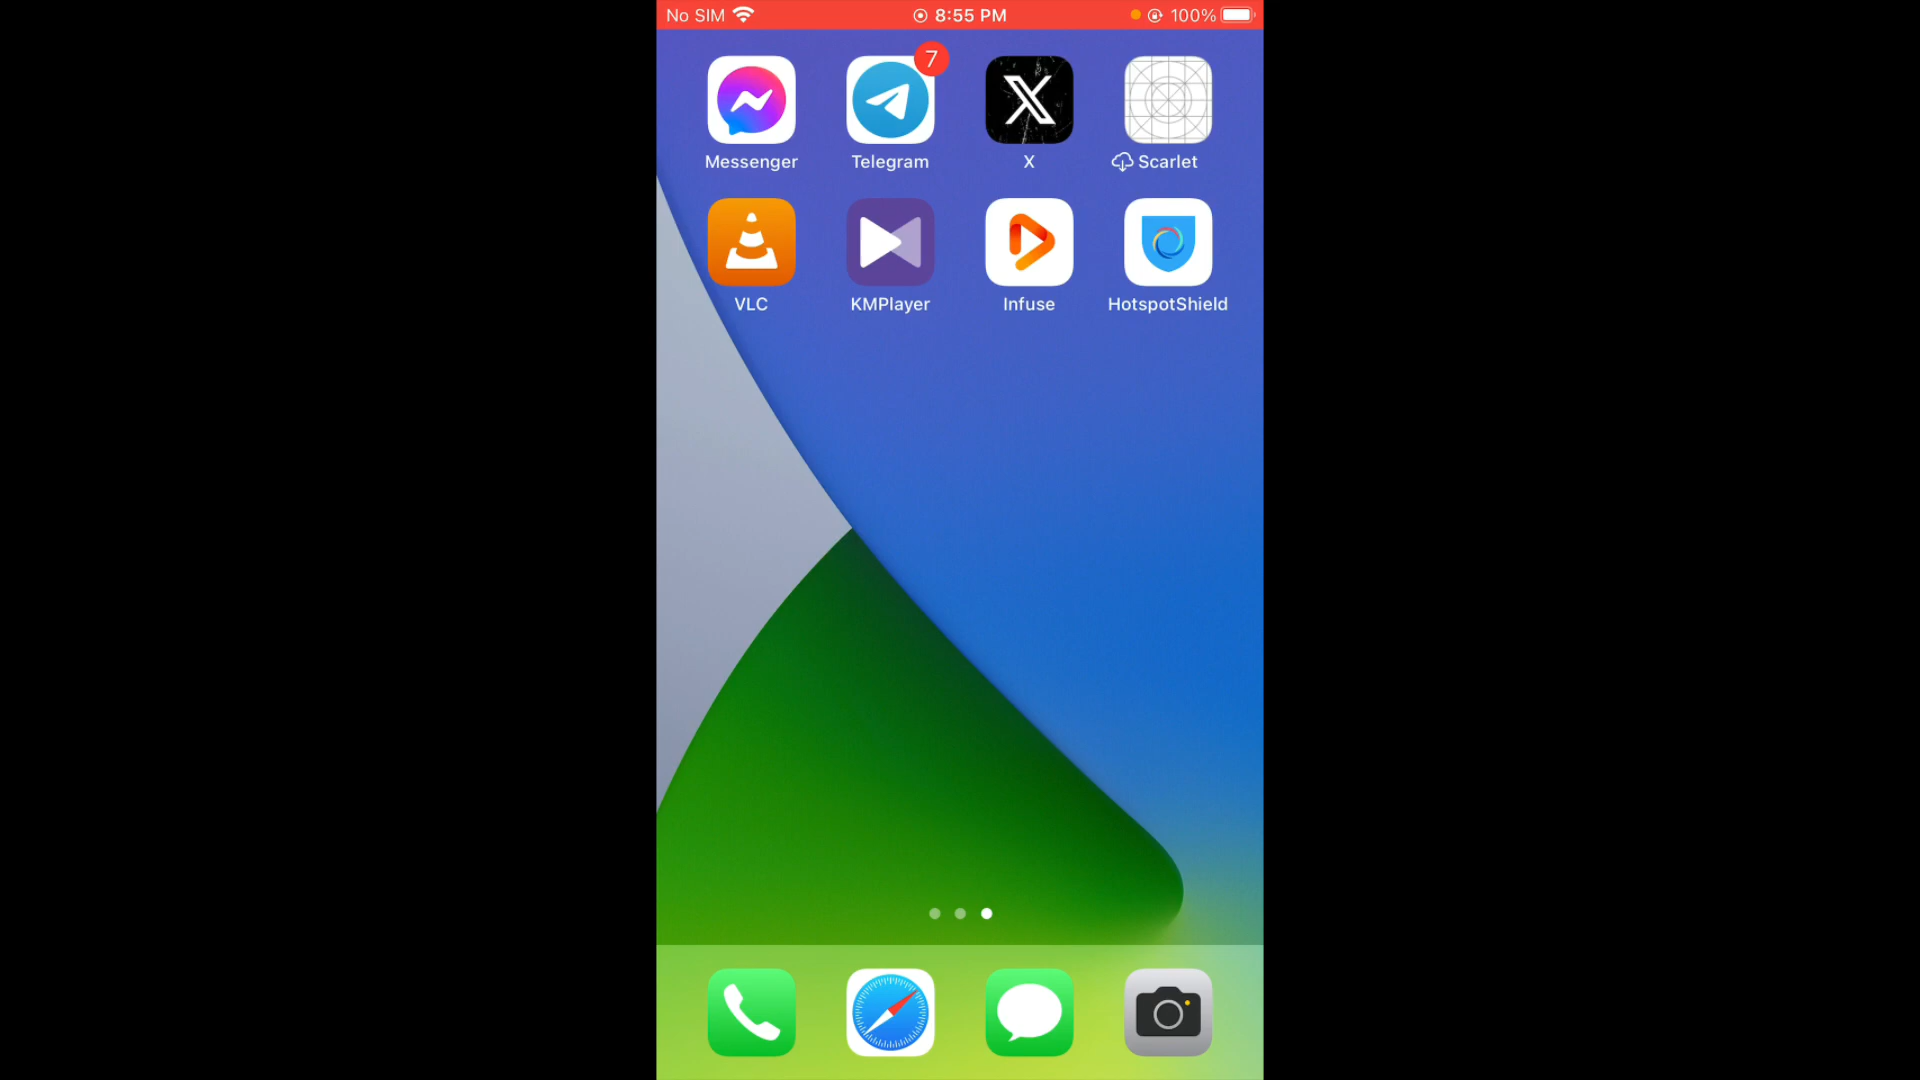 No SIM 8:55 PM 100%
7
Messenger Telegram X Scarlet
VLC KMPlayer Infuse HotspotShield